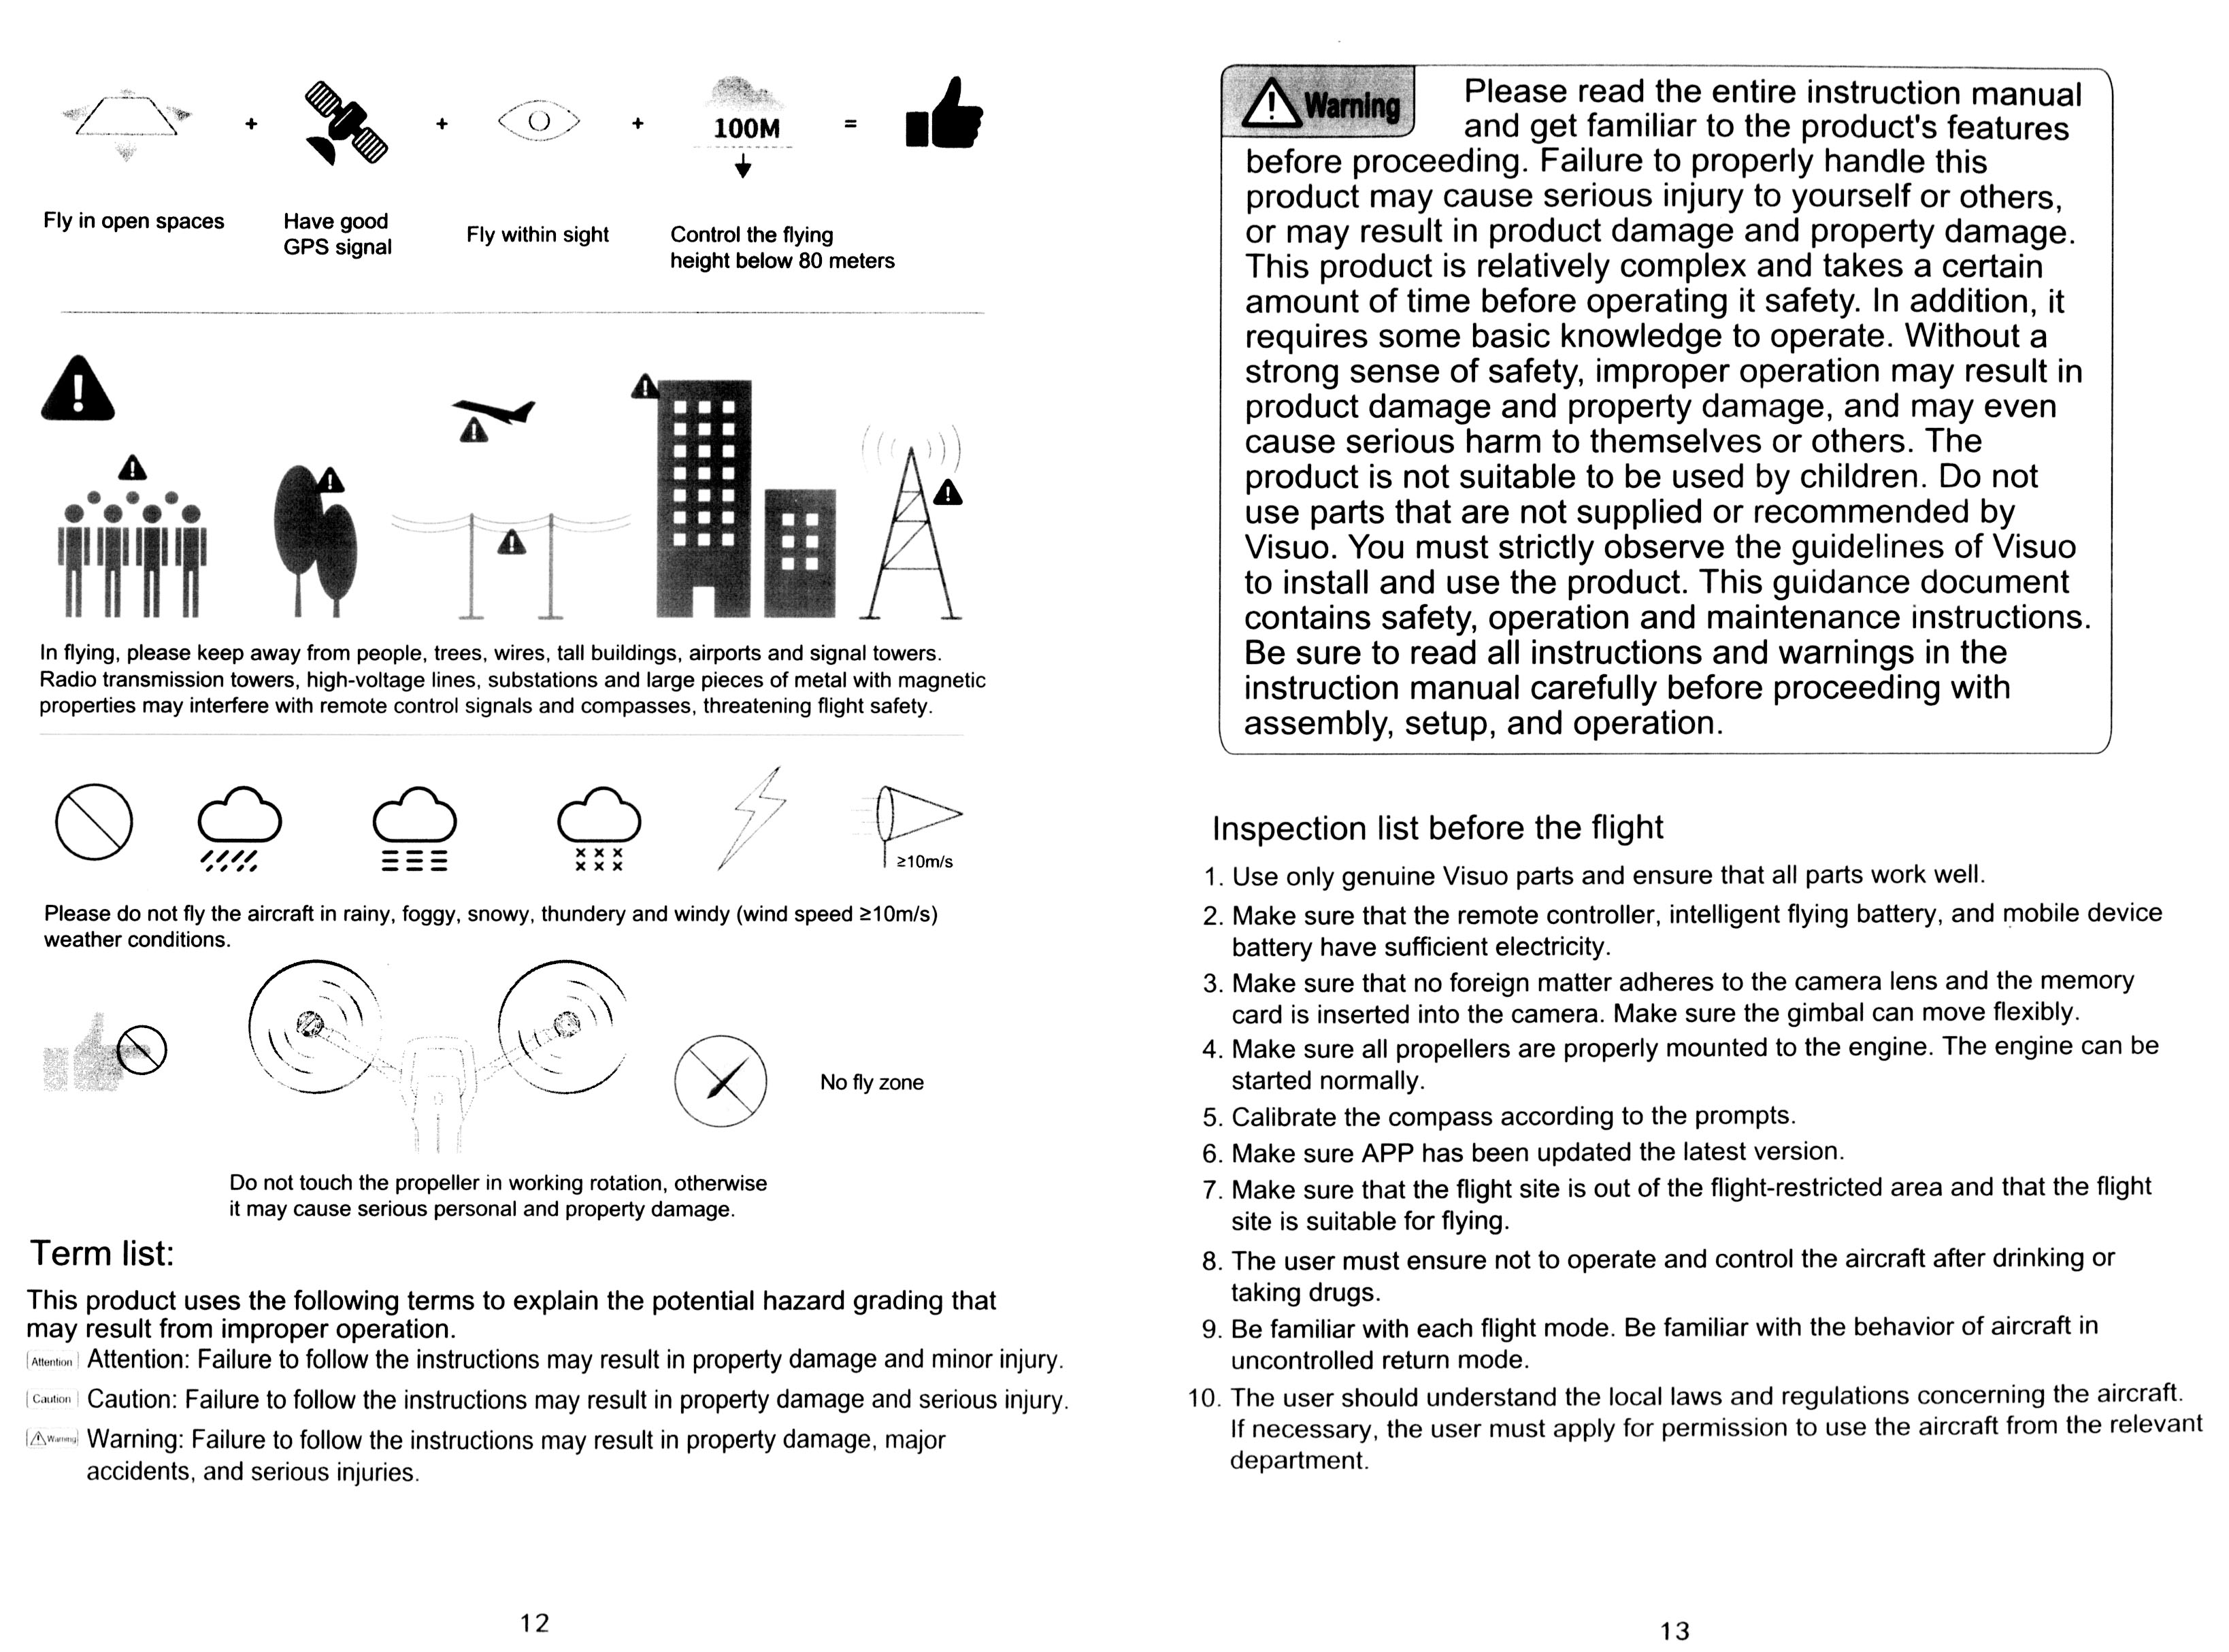 + + + 100M =
Fly in open spaces
Have good
GPS signal
Fly within sight
Control the flying
height below 80 meters
In flying, please keep away from people, trees, wires, tall buildings, airports and signal towers.
Radio transmission towers, high-voltage lines, substations and large pieces of metal with magnetic
properties may interfere with remote control signals and compasses, threatening flight safety.
≥10m/s
Please do not fly the aircraft in rainy, foggy, snowy, thundery and windy (wind speed ≥10m/s)
weather conditions.
No fly zone
Do not touch the propeller in working rotation, otherwise
it may cause serious personal and property damage.
Term list:
This product uses the following terms to explain the potential hazard grading that
may result from improper operation.
Attention Attention: Failure to follow the instructions may result in property damage and minor injury.
Caution Caution: Failure to follow the instructions may result in property damage and serious injury.
Warning Warning: Failure to follow the instructions may result in property damage, major
accidents, and serious injuries.
12
Warning
Please read the entire instruction manual
and get familiar to the product's features
before proceeding. Failure to properly handle this
product may cause serious injury to yourself or others,
or may result in product damage and property damage.
This product is relatively complex and takes a certain
amount of time before operating it safety. In addition, it
requires some basic knowledge to operate. Without a
strong sense of safety, improper operation may result in
product damage and property damage, and may even
cause serious harm to themselves or others. The
product is not suitable to be used by children. Do not
use parts that are not supplied or recommended by
Visuo. You must strictly observe the guidelines of Visuo
to install and use the product. This guidance document
contains safety, operation and maintenance instructions.
Be sure to read all instructions and warnings in the
instruction manual carefully before proceeding with
assembly, setup, and operation.
Inspection list before the flight
1. Use only genuine Visuo parts and ensure that all parts work well.
2. Make sure that the remote controller, intelligent flying battery, and mobile device
battery have sufficient electricity.
3. Make sure that no foreign matter adheres to the camera lens and the memory
card is inserted into the camera. Make sure the gimbal can move flexibly.
4. Make sure all propellers are properly mounted to the engine. The engine can be
started normally.
5. Calibrate the compass according to the prompts.
6. Make sure APP has been updated the latest version.
7. Make sure that the flight site is out of the flight-restricted area and that the flight
site is suitable for flying.
8. The user must ensure not to operate and control the aircraft after drinking or
taking drugs.
9. Be familiar with each flight mode. Be familiar with the behavior of aircraft in
uncontrolled return mode.
10. The user should understand the local laws and regulations concerning the aircraft.
If necessary, the user must apply for permission to use the aircraft from the relevant
department.
13